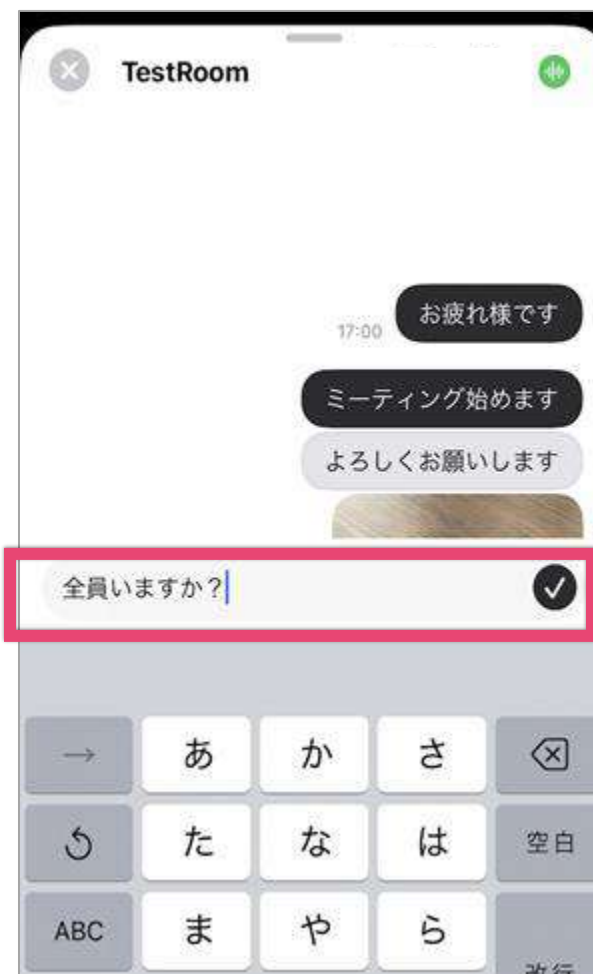 TestRoom
お疲れ様です
17:00
ミーティング始めます
よろしくお願いします
全員いますか?
→ あ か さ
た な は 空白
ABC ま や ら
改行